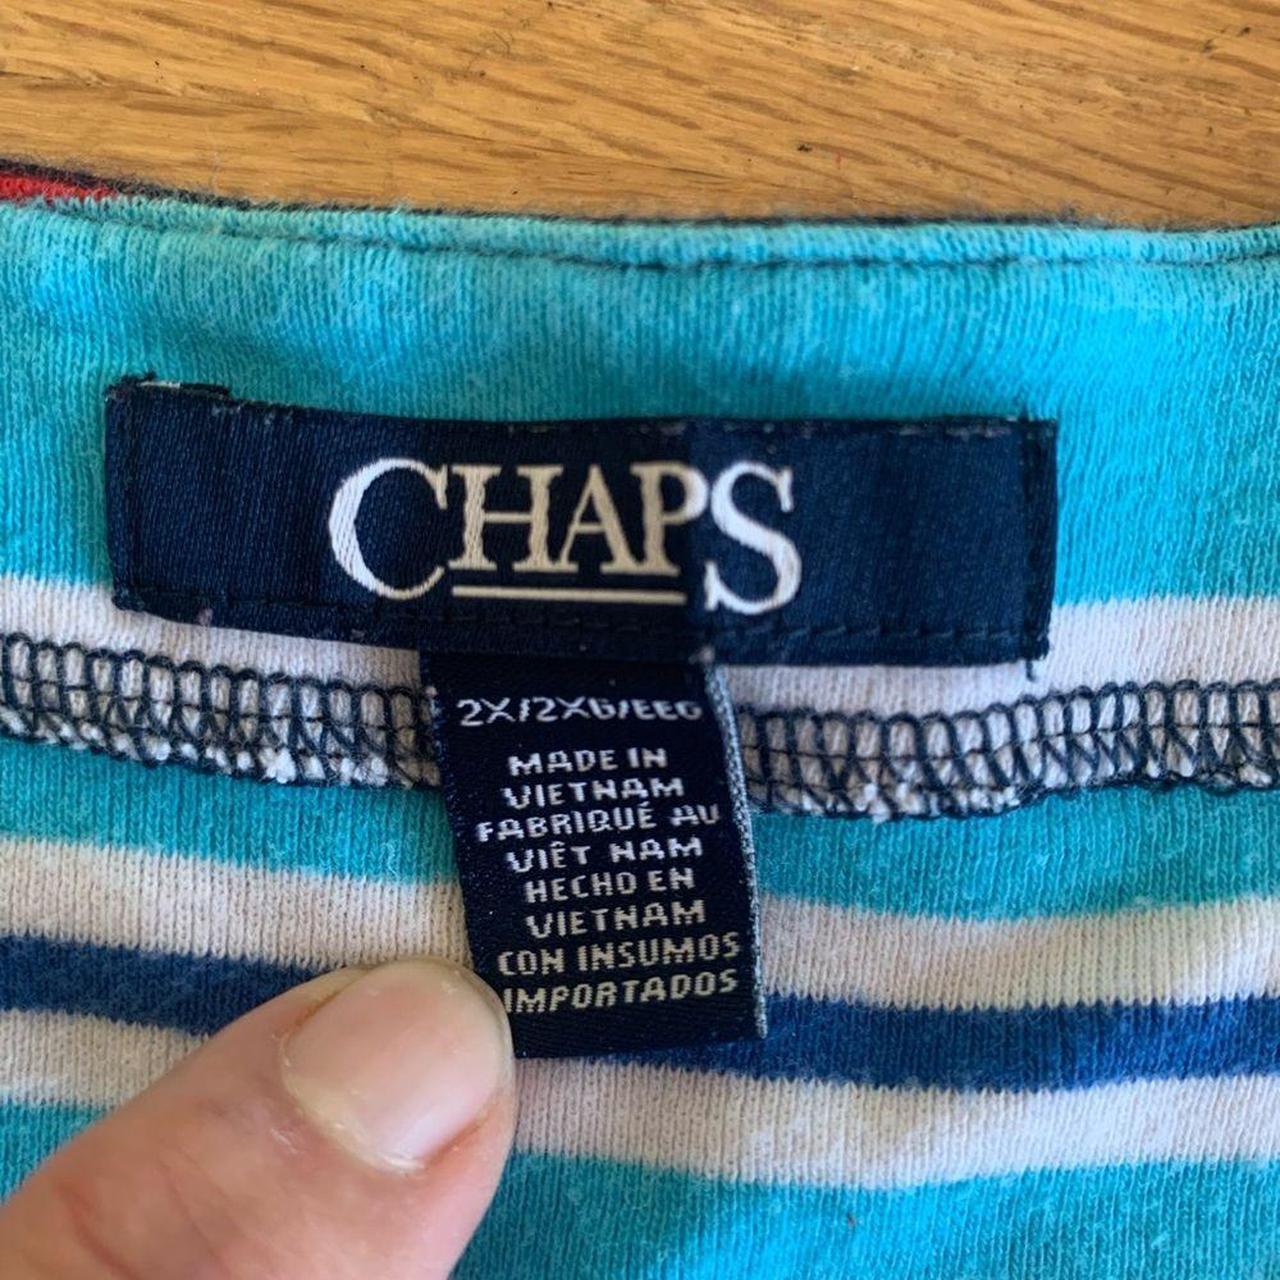 CHAPS
2X/2XG/EEG
MADE IN
VIETNAM
FABRIQUÉ AU
VIÊT NAM
HECHO EN
VIETNAM
CON INSUMOS
IMPORTADOS